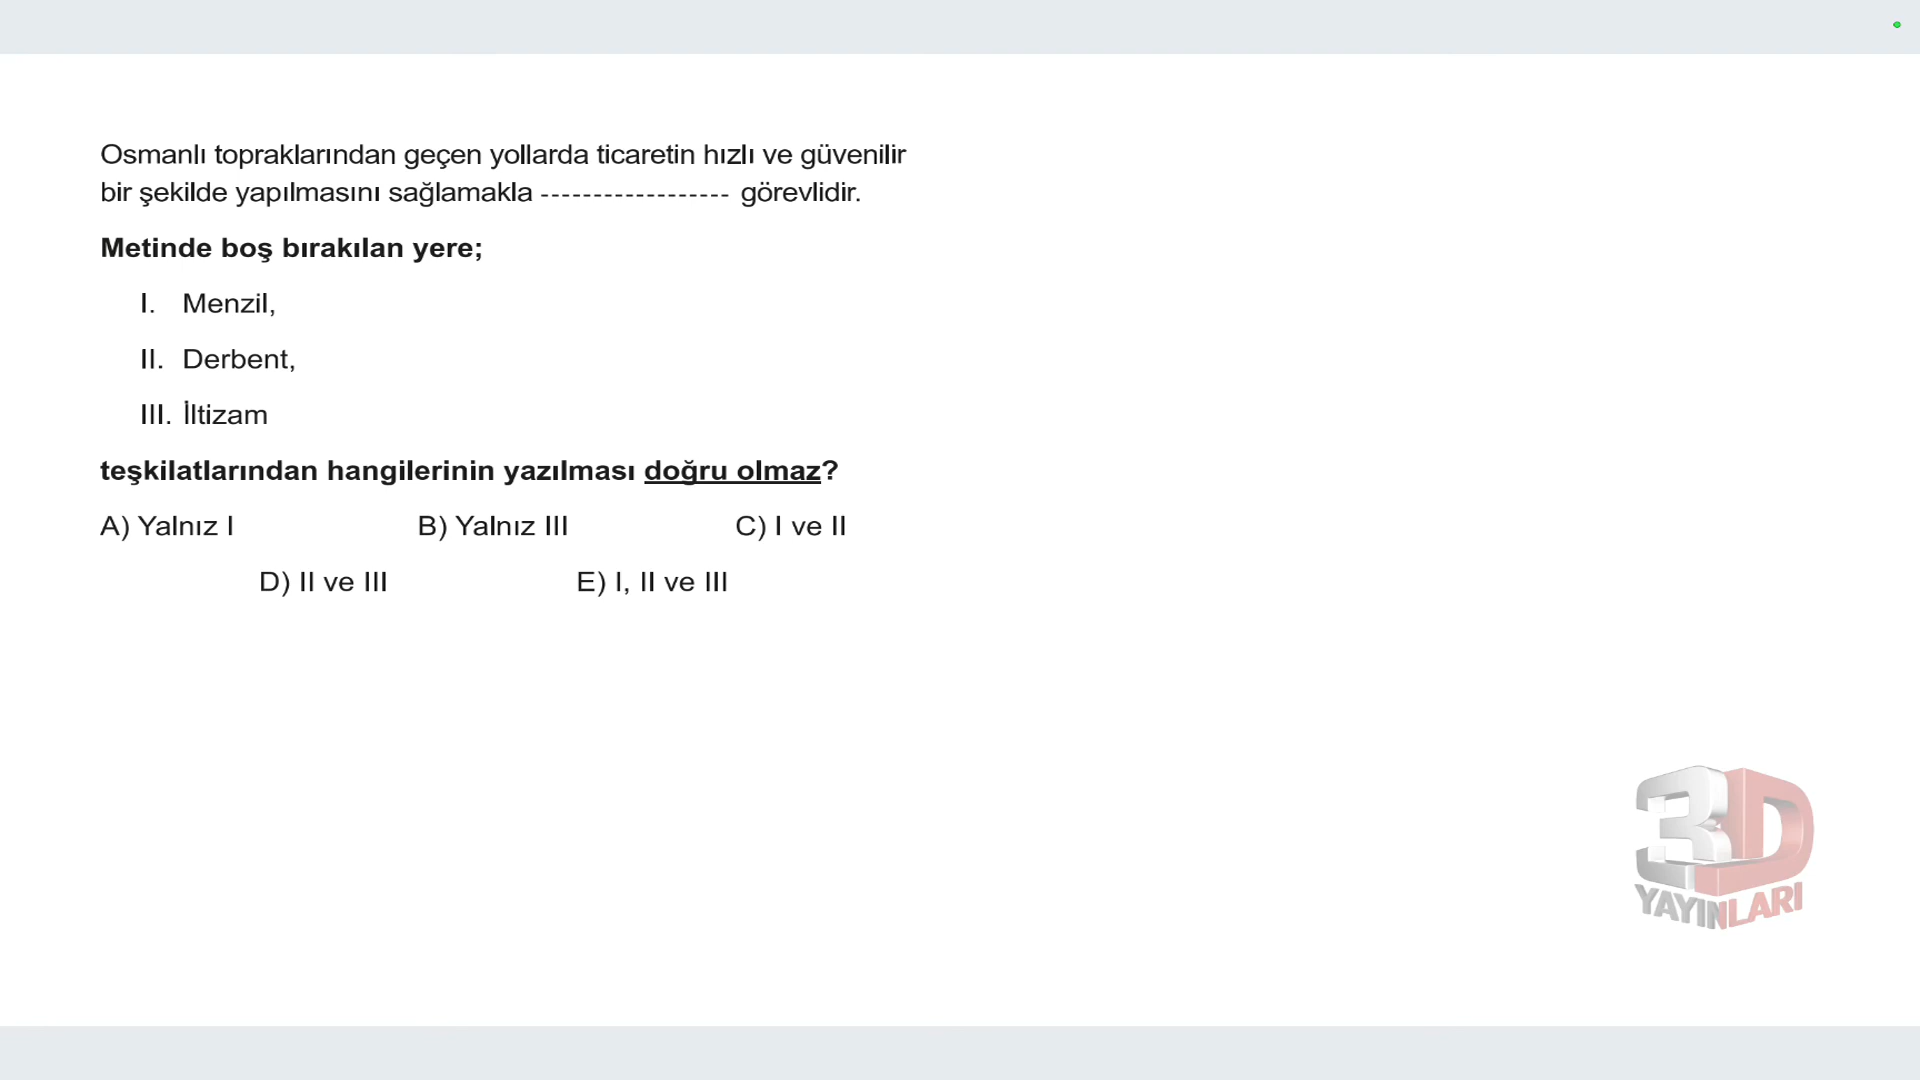 Osmanlı topraklarından geçen yollarda ticaretin hızlı ve güvenilir
bir şekilde yapılmasını sağlamakla ------------------ görevlidir.
Metinde boş bırakılan yere;
I. Menzil,
II. Derbent,
III. İltizam
teşkilatlarından hangilerinin yazılması doğru olmaz?
A) Yalnız I B) Yalnız III C) I ve II
D) II ve III E) I, II ve III
3D
YAYINLARI